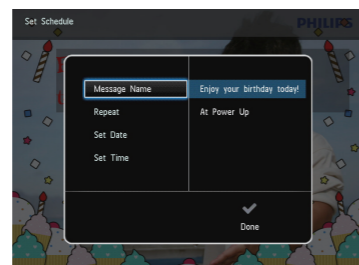 Set Schedule
PHILIPS
Message Name
Enjoy your birthday today!
Repeat
At Power Up
Set Date
Set Time
Done